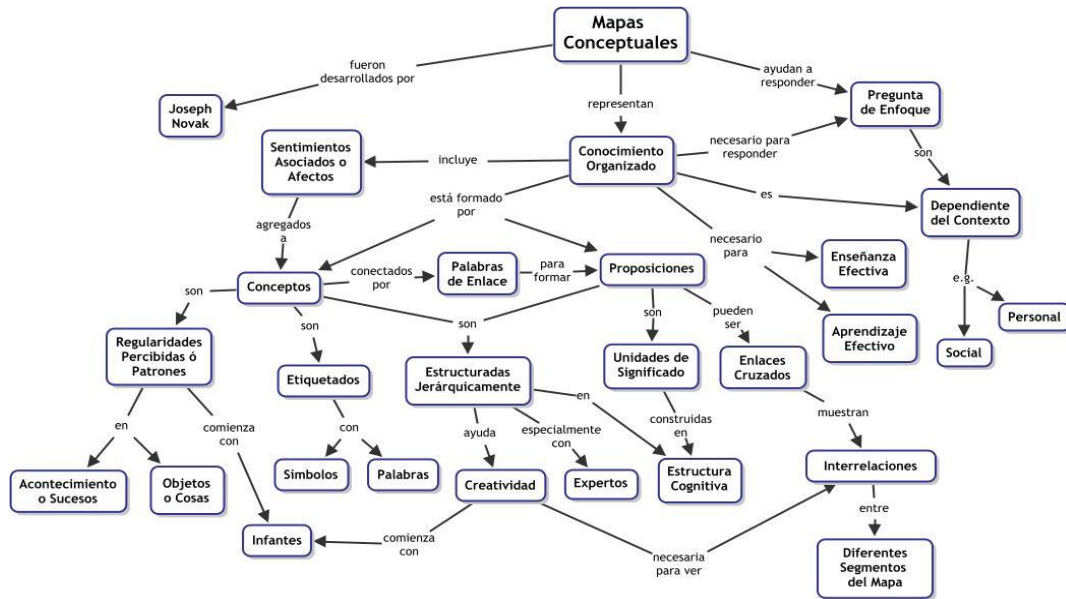 Mapas
Conceptuales
fueron
desarrollados por
ayudan a
responder
Joseph
Novak
representan
Pregunta
de Enfoque
Sentimientos
Asociados o
Afectos
incluye
Conocimiento
Organizado
necesario para
responder
son
está formado
por
es
Dependiente
del Contexto
agregados
a
necesario
para
Enseñanza
Efectiva
Conceptos
conectados
por
Palabras
de Enlace
para
formar
Proposiciones
e.g.
Personal
son
son
son
son
pueden
ser
Aprendizaje
Efectivo
Social
Regularidades
Percibidas ó
Patrones
Etiquetados
Estructuradas
Jerárquicamente
Unidades de
Significado
Enlaces
Cruzados
en
comienza
con
con
ayuda
especialmente
con
en
construidas
en
muestran
Acontecimiento
o Sucesos
Objetos
o Cosas
Simbolos
Palabras
Creatividad
Expertos
Estructura
Cognitiva
Interrelaciones
Infantes
comienza
con
necesaria
para ver
entre
Diferentes
Segmentos
del Mapa